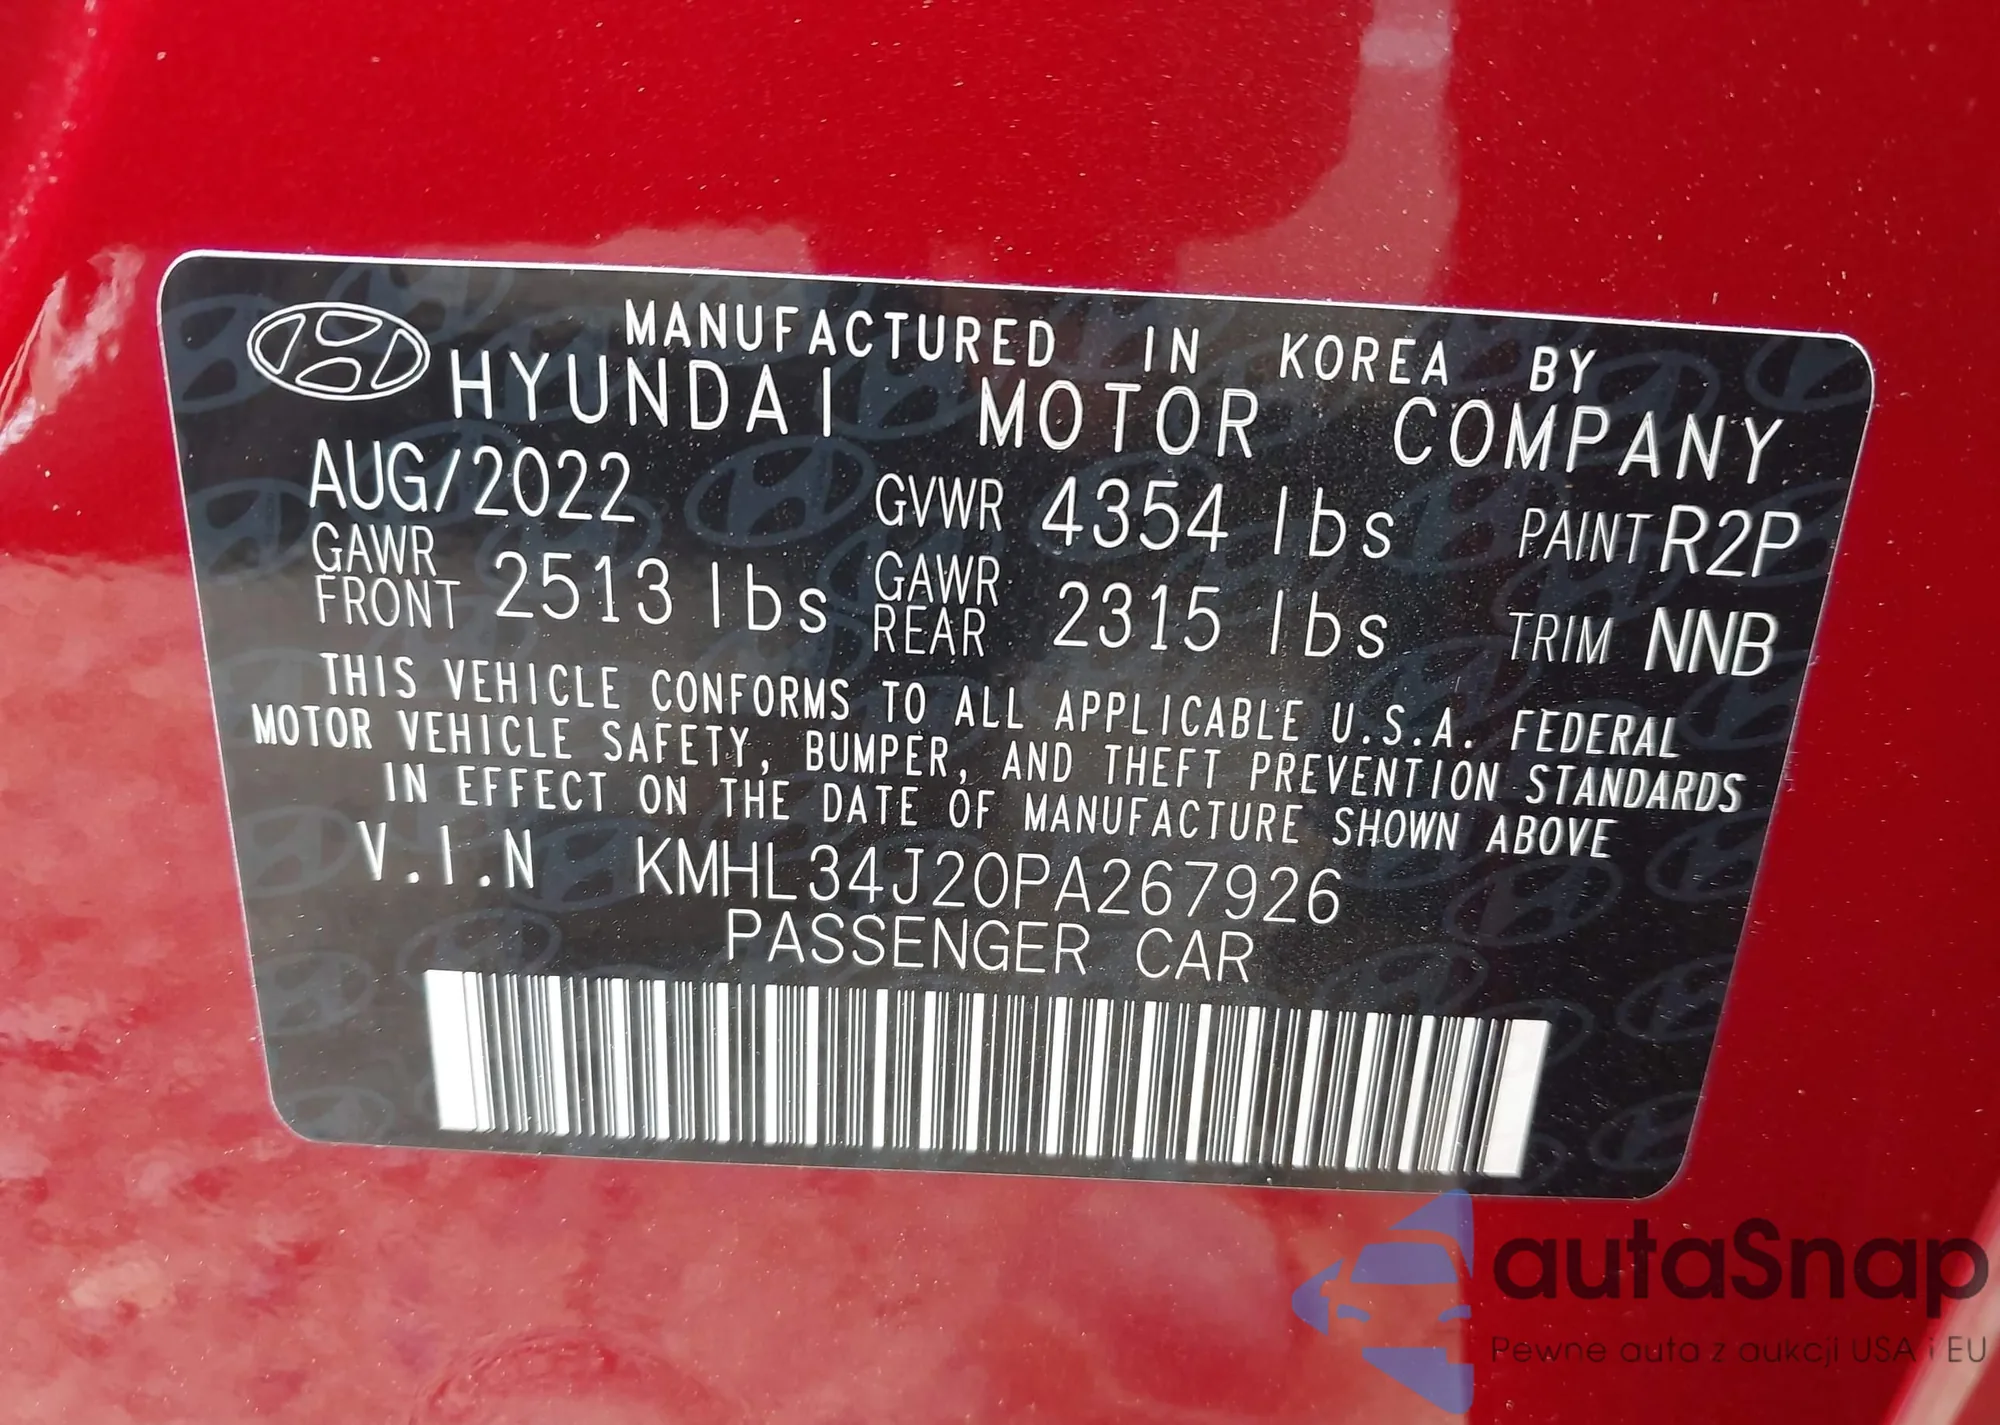 MANUFACTURED IN KOREA BY
HYUNDAI MOTOR COMPANY
AUG/2022 GVWR 4354 lbs PAINT R2P
GAWR FRONT 2513 lbs GAWR REAR 2315 lbs TRIM NNB
THIS VEHICLE CONFORMS TO ALL APPLICABLE U.S.A. FEDERAL
MOTOR VEHICLE SAFETY, BUMPER, AND THEFT PREVENTION STANDARDS
IN EFFECT ON THE DATE OF MANUFACTURE SHOWN ABOVE
V.I.N KMHL34J20PA267926
PASSENGER CAR
autaSnap
Pewne auta z aukcji USA i EU